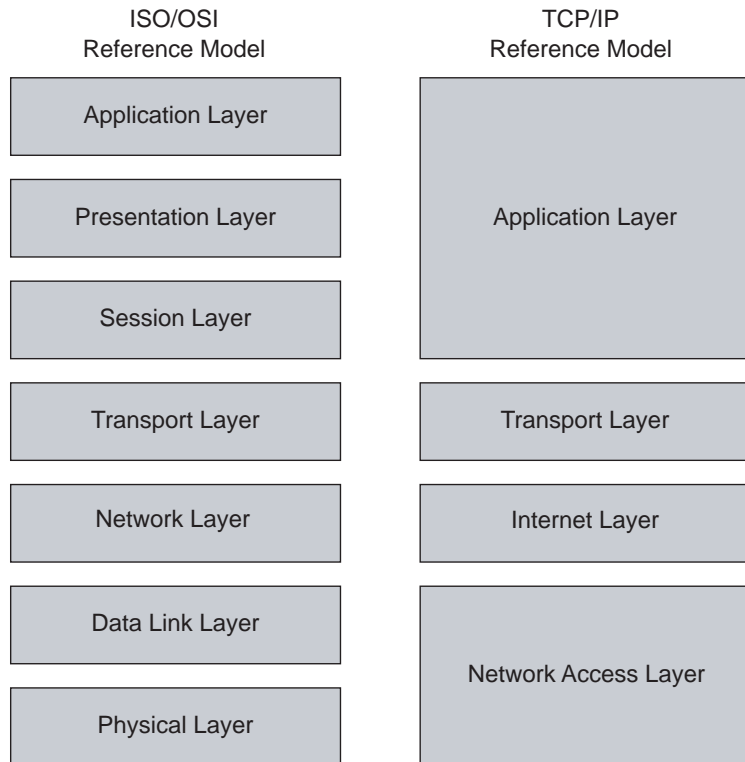 ISO/OSI
Reference Model
Application Layer
Presentation Layer
Session Layer
Transport Layer
Network Layer
Data Link Layer
Physical Layer
TCP/IP
Reference Model
Application Layer
Transport Layer
Internet Layer
Network Access Layer